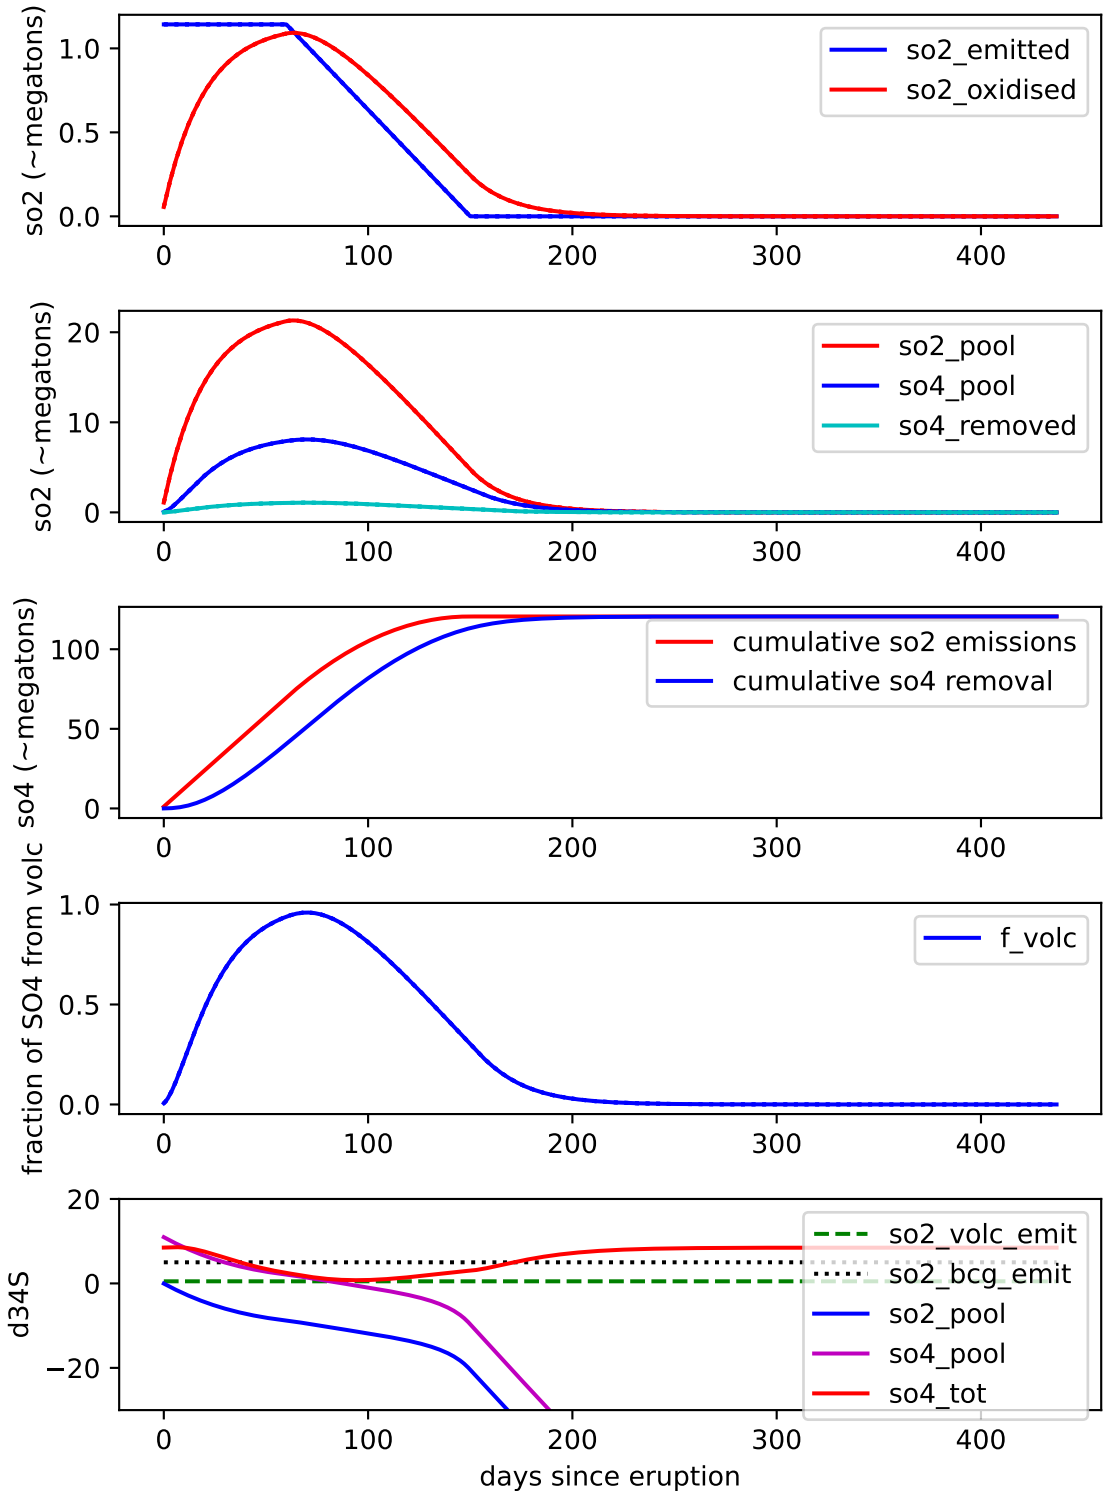 so2 (~megatons)
1.0
0.5
0.0
so2_emitted
so2_oxidised
0 100 200 300 400
so2 (~megatons)
20
10
0
so2_pool
so4_pool
so4_removed
0 100 200 300 400
so4 (~megatons)
100
50
0
cumulative so2 emissions
cumulative so4 removal
0 100 200 300 400
fraction of SO4 from volc
1.0
0.5
0.0
f_volc
0 100 200 300 400
d34S
20
0
−20
so2_volc_emit
so2_bcg_emit
so2_pool
so4_pool
so4_tot
0 100 200 300 400
days since eruption